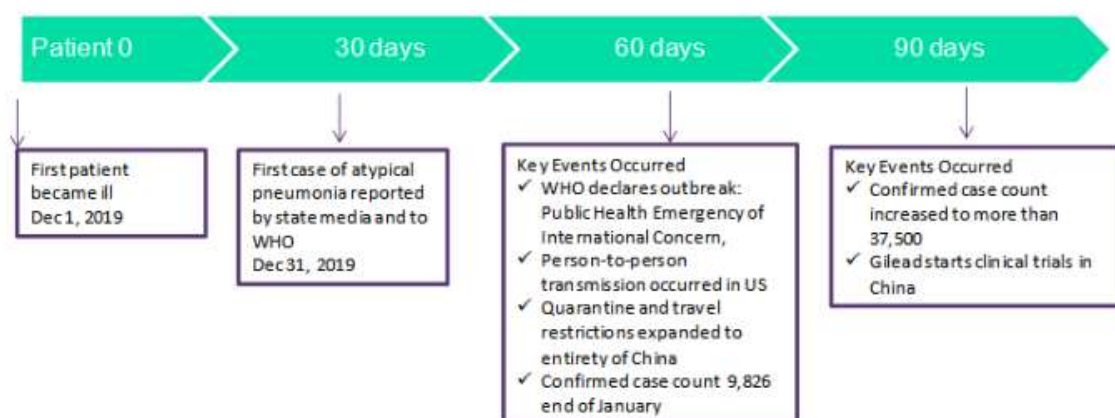 Patient 0
30 days
60 days
90 days
First patient
became ill
Dec 1, 2019
First case of atypical
pneumonia reported
by state media and to
WHO
Dec 31, 2019
Key Events Occurred
✓ WHO declares outbreak:
Public Health Emergency of
International Concern,
✓ Person-to-person
transmission occurred in US
✓ Quarantine and travel
restrictions expanded to
entirety of China
✓ Confirmed case count 9,826
end of January
Key Events Occurred
✓ Confirmed case count
increased to more than
37,500
✓ Gilead starts clinical trials in
China